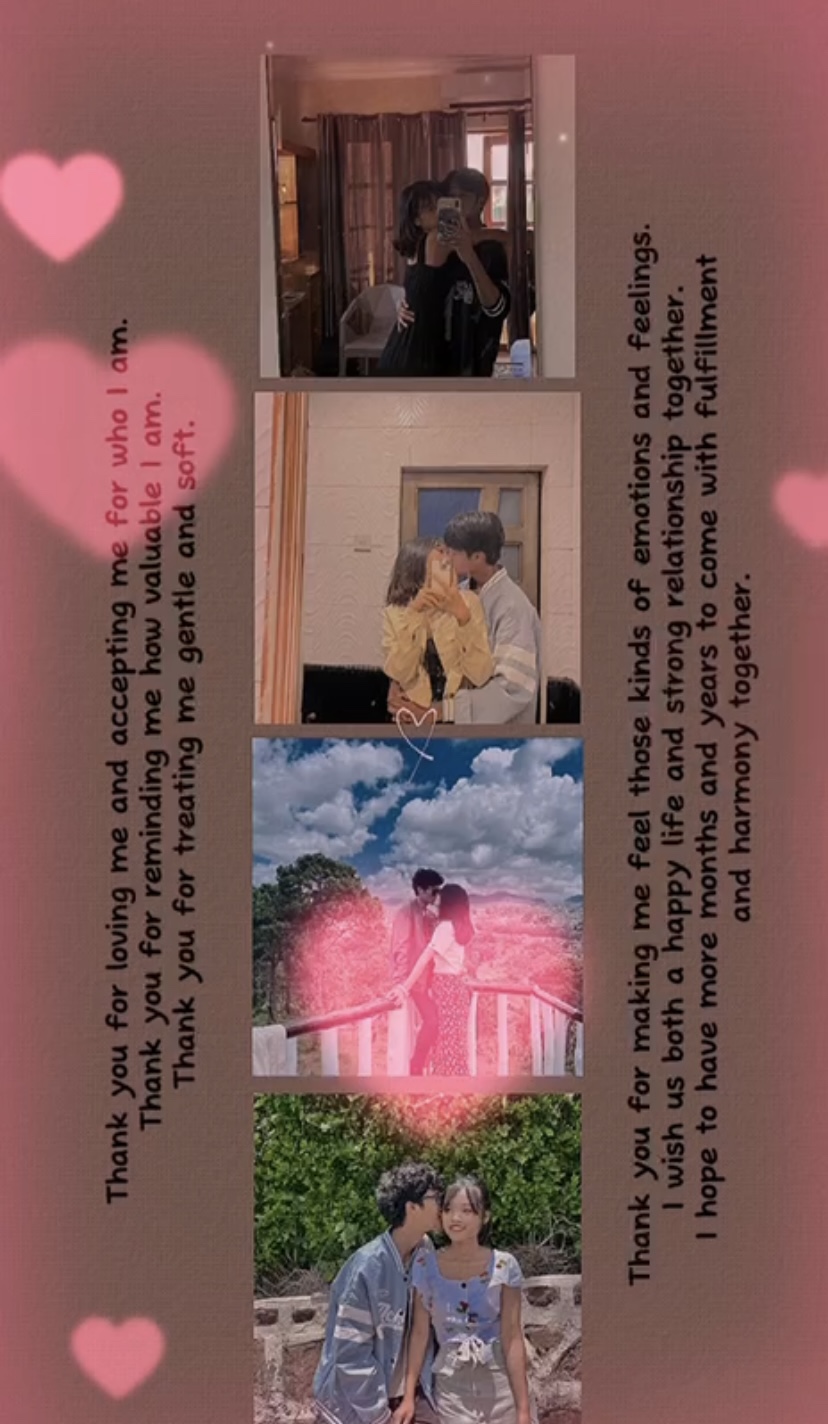 Thank you for loving me and accepting me for who I am.
Thank you for reminding me how valuable I am.
Thank you for treating me gentle and soft.
Thank you for making me feel those kinds of emotions and feelings.
I wish us both a happy life and strong relationship together.
I hope to have more months and years to come with fulfillment
and harmony together.